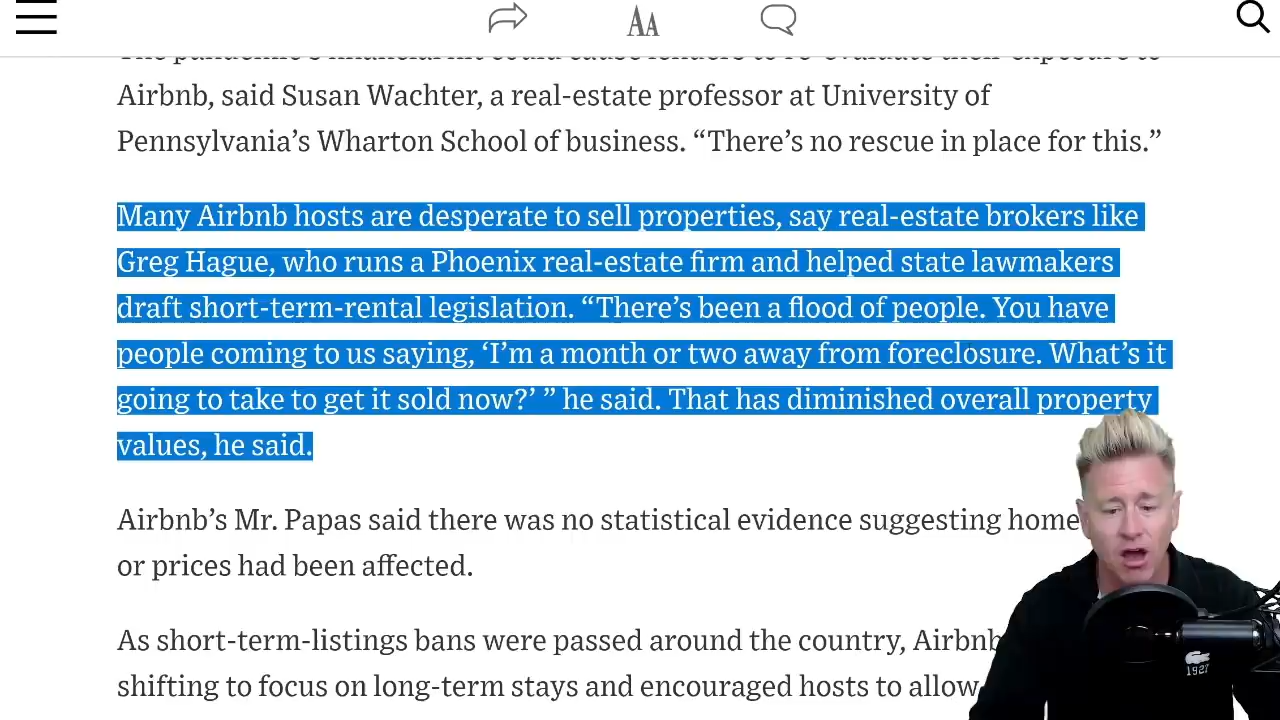 Airbnb, said Susan Wachter, a real-estate professor at University of
Pennsylvania’s Wharton School of business. “There’s no rescue in place for this.”
Many Airbnb hosts are desperate to sell properties, say real-estate brokers like
Greg Hague, who runs a Phoenix real-estate firm and helped state lawmakers
draft short-term-rental legislation. “There’s been a flood of people. You have
people coming to us saying, ‘I’m a month or two away from foreclosure. What’s it
going to take to get it sold now?’ ” he said. That has diminished overall property
values, he said.
Airbnb’s Mr. Papas said there was no statistical evidence suggesting home
or prices had been affected.
As short-term-listings bans were passed around the country, Airbnb
shifting to focus on long-term stays and encouraged hosts to allow
AA
1927